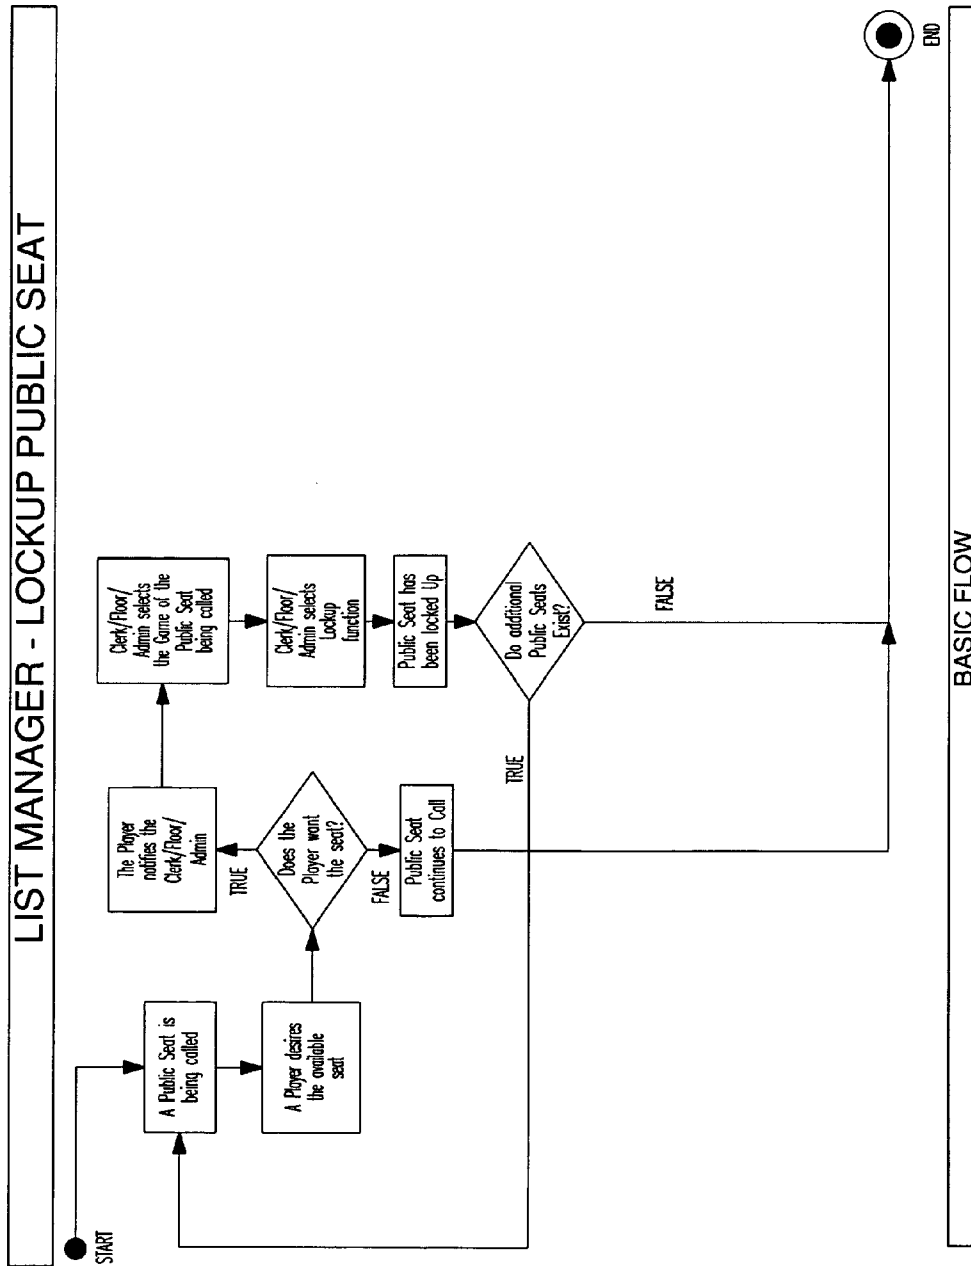 LIST MANAGER - LOCKUP PUBLIC SEAT
START
A Public Seat is
being called
A Player desires
the available
seat
Does the
Player want
the seat?
TRUE
The Player
notifies the
Clerk/Floor/
Admin
FALSE
Public Seat
continues to Call
Clerk/Floor/
Admin selects
the Game of the
Public Seat
being called
Clerk/Floor/
Admin selects
Lockup
function
Public Seat has
been locked Up
Do additional
Public Seats
Exist?
TRUE
FALSE
END
BASIC FLOW